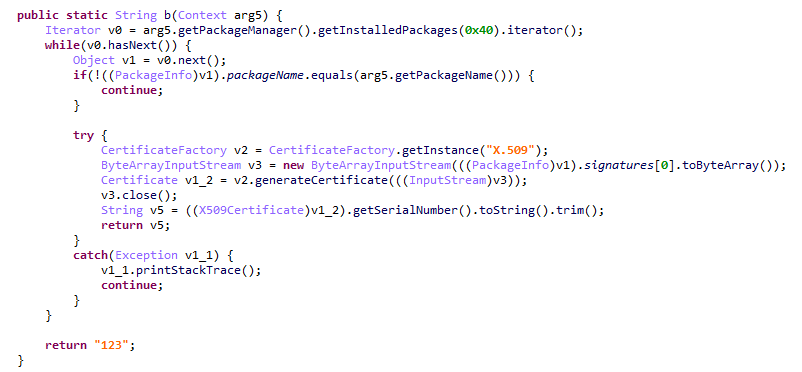 public static String b(Context arg5) {
    Iterator v0 = arg5.getPackageManager().getInstalledPackages(0x40).iterator();
    while(v0.hasNext()) {
        Object v1 = v0.next();
        if(!((PackageInfo)v1).packageName.equals(arg5.getPackageName())) {
            continue;
        }

        try {
            CertificateFactory v2 = CertificateFactory.getInstance("X.509");
            ByteArrayInputStream v3 = new ByteArrayInputStream(((PackageInfo)v1).signatures[0].toByteArray());
            Certificate v1_2 = v2.generateCertificate(((InputStream)v3));
            v3.close();
            String v5 = ((X509Certificate)v1_2).getSerialNumber().toString().trim();
            return v5;
        }
        catch(Exception v1_1) {
            v1_1.printStackTrace();
            continue;
        }
    }

    return "123";
}